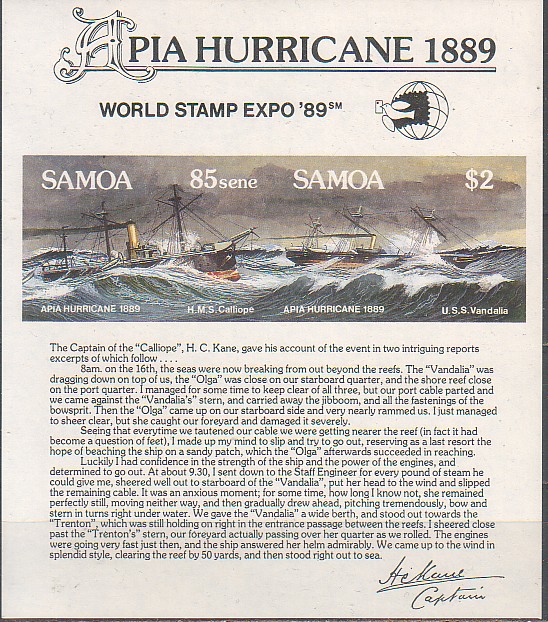 APIA HURRICANE 1889
WORLD STAMP EXPO '89 SM
SAMOA 85sene SAMOA $2
APIA HURRICANE 1889 H.M.S. Calliope APIA HURRICANE 1889 U.S.S. Vandalia
The Captain of the "Calliope", H. C. Kane, gave his account of the event in two intriguing reports
excerpts of which follow . . . .
8am. on the 16th, the seas were now breaking from out beyond the reefs. The "Vandalia" was
dragging down on top of us, the "Olga" was close on our starboard quarter, and the shore reef close
on the port quarter. I managed for some time to keep clear of all three, but our port cable parted and
we came against the "Vandalia's" stern, and carried away the jibboom, and all the fastenings of the
bowsprit. Then the "Olga" came up on our starboard side and very nearly rammed us. I just managed
to sheer clear, but she caught our foreyard and damaged it severely.
Seeing that everytime we tautened our cable we were getting nearer the reef (in fact it had
become a question of feet), I made up my mind to slip and try to go out, reserving as a last resort the
hope of beaching the ship on a sandy patch, which the "Olga" afterwards succeeded in reaching.
Luckily I had confidence in the strength of the ship and the power of the engines, and
determined to go out. At about 9.30, I sent down to the Staff Engineer for every pound of steam he
could give me, sheered well out to starboard of the "Vandalia", put her head to the wind and slipped
the remaining cable. It was an anxious moment; for some time, how long I know not, she remained
perfectly still, moving neither way, and then gradually drew ahead, pitching tremendously, bow and
stern in turns right under water. We gave the "Vandalia" a wide berth, and stood out towards the
"Trenton", which was still holding on right in the entrance passage between the reefs. I sheered close
past the "Trenton's" stern, our foreyard actually passing over her quarter as we rolled. The engines
were going very fast just then, and the ship answered her helm admirably. We came up to the wind in
splendid style, clearing the reef by 50 yards, and then stood right out to sea.
H C Kane
Captain